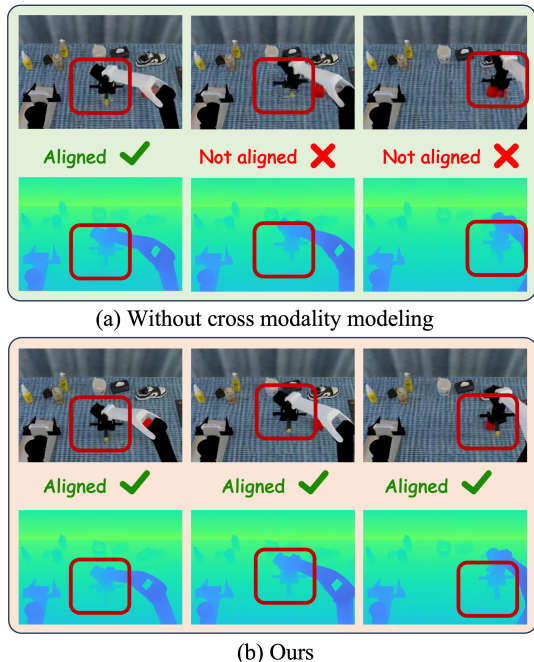 Aligned ✔ Not aligned ✘ Not aligned ✘
(a) Without cross modality modeling
Aligned ✔ Aligned ✔ Aligned ✔
(b) Ours